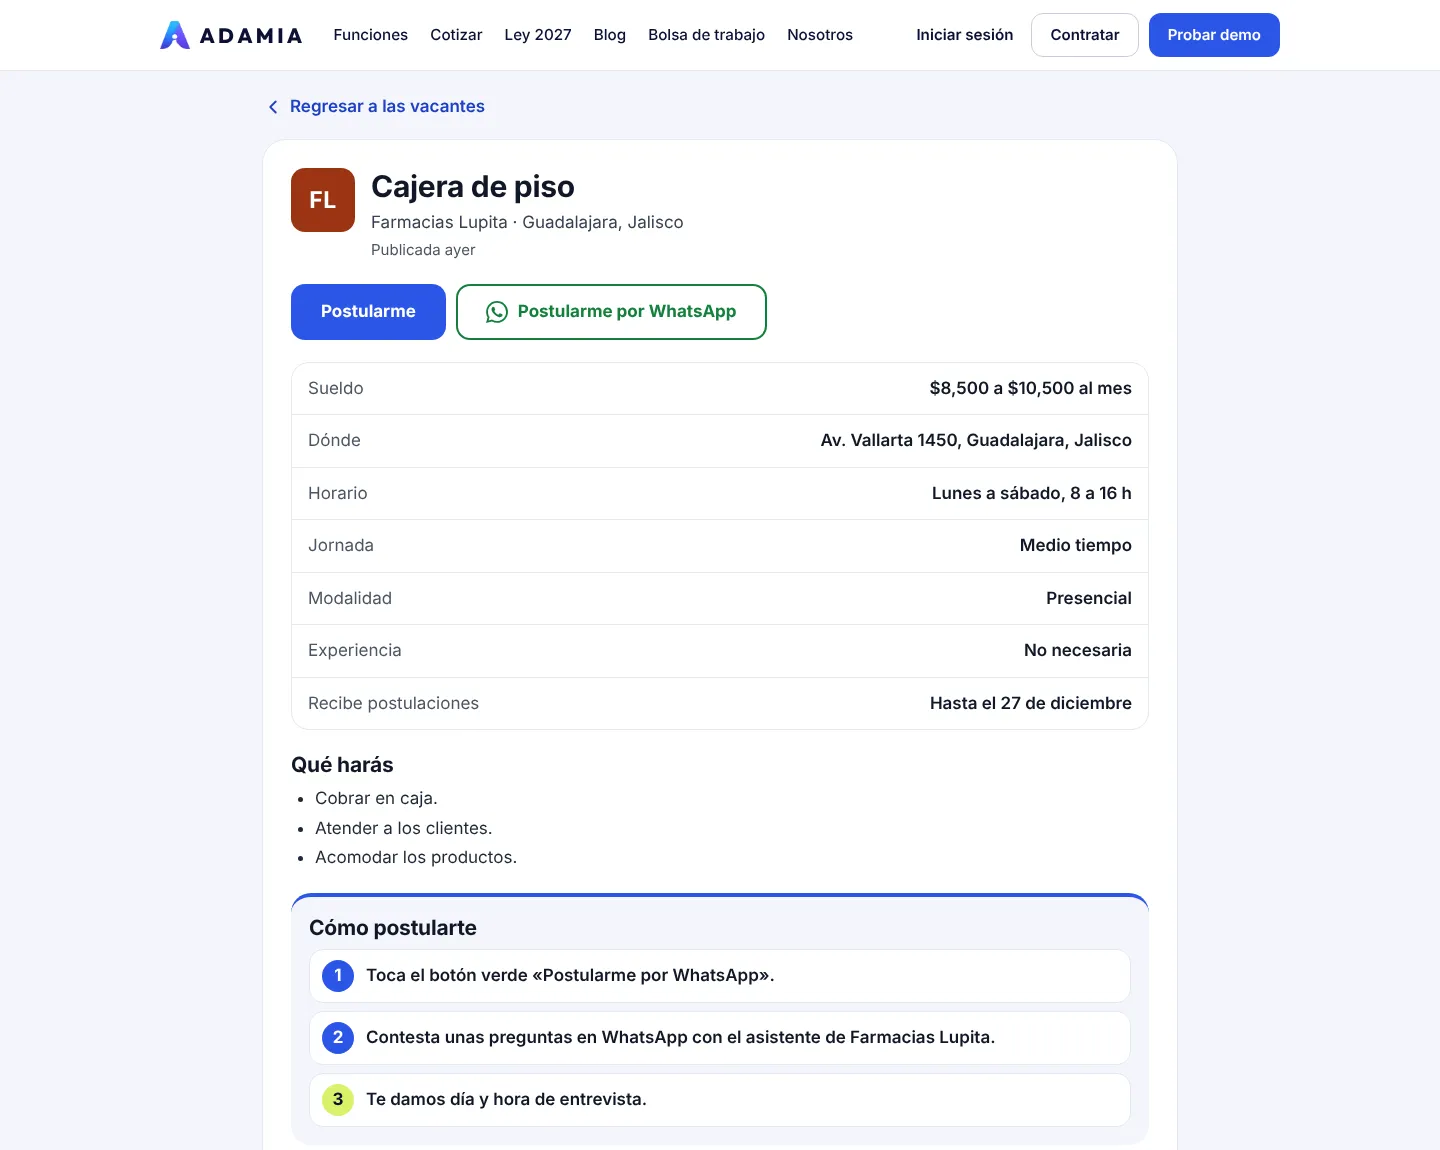 ADAMIA Funciones Cotizar Ley 2027 Blog Bolsa de trabajo Nosotros Iniciar sesión Contratar Probar demo
Regresar a las vacantes
FL
Cajera de piso
Farmacias Lupita · Guadalajara, Jalisco
Publicada ayer
Postularme Postularme por WhatsApp
Sueldo $8,500 a $10,500 al mes
Dónde Av. Vallarta 1450, Guadalajara, Jalisco
Horario Lunes a sábado, 8 a 16 h
Jornada Medio tiempo
Modalidad Presencial
Experiencia No necesaria
Recibe postulaciones Hasta el 27 de diciembre
Qué harás
• Cobrar en caja.
• Atender a los clientes.
• Acomodar los productos.
Cómo postularte
1 Toca el botón verde «Postularme por WhatsApp».
2 Contesta unas preguntas en WhatsApp con el asistente de Farmacias Lupita.
3 Te damos día y hora de entrevista.